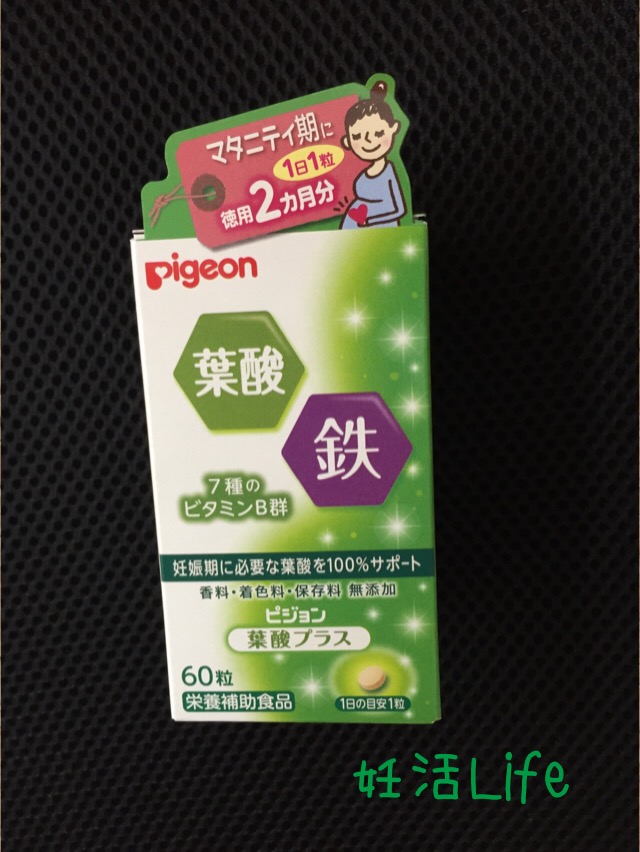 マタニティ期に
1日1粒
徳用2カ月分
Pigeon
葉酸
鉄
7種の
ビタミンB群
妊娠期に必要な葉酸を100%サポート
香料・着色料・保存料 無添加
ピジョン
葉酸プラス
60粒
栄養補助食品
1日の目安1粒
妊活Life